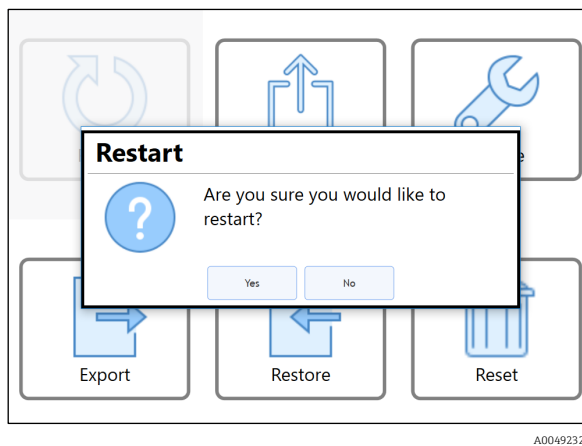 Restart
Are you sure you would like to
restart?
Yes
No
Export
Restore
Reset
A0049232